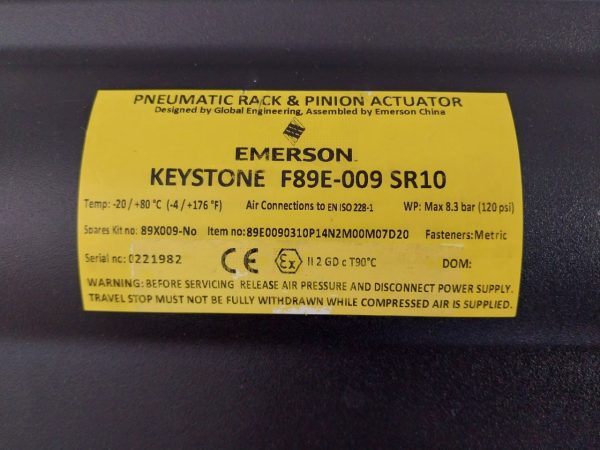 PNEUMATIC RACK & PINION ACTUATOR
Designed by Global Engineering, Assembled by Emerson China
EMERSON™
KEYSTONE F89E-009 SR10
Temp: -20 / +80 °C (-4 / +176 °F) Air Connections to EN ISO 228-1 WP: Max 8.3 bar (120 psi)
Spares Kit no: 89X009-No Item no: 89E0090310P14N2M00M07D20 Fasteners: Metric
Serial no: 0221982 CE Ex II 2 GD c T90°C DOM:
WARNING: BEFORE SERVICING RELEASE AIR PRESSURE AND DISCONNECT POWER SUPPLY.
TRAVEL STOP MUST NOT BE FULLY WITHDRAWN WHILE COMPRESSED AIR IS SUPPLIED.